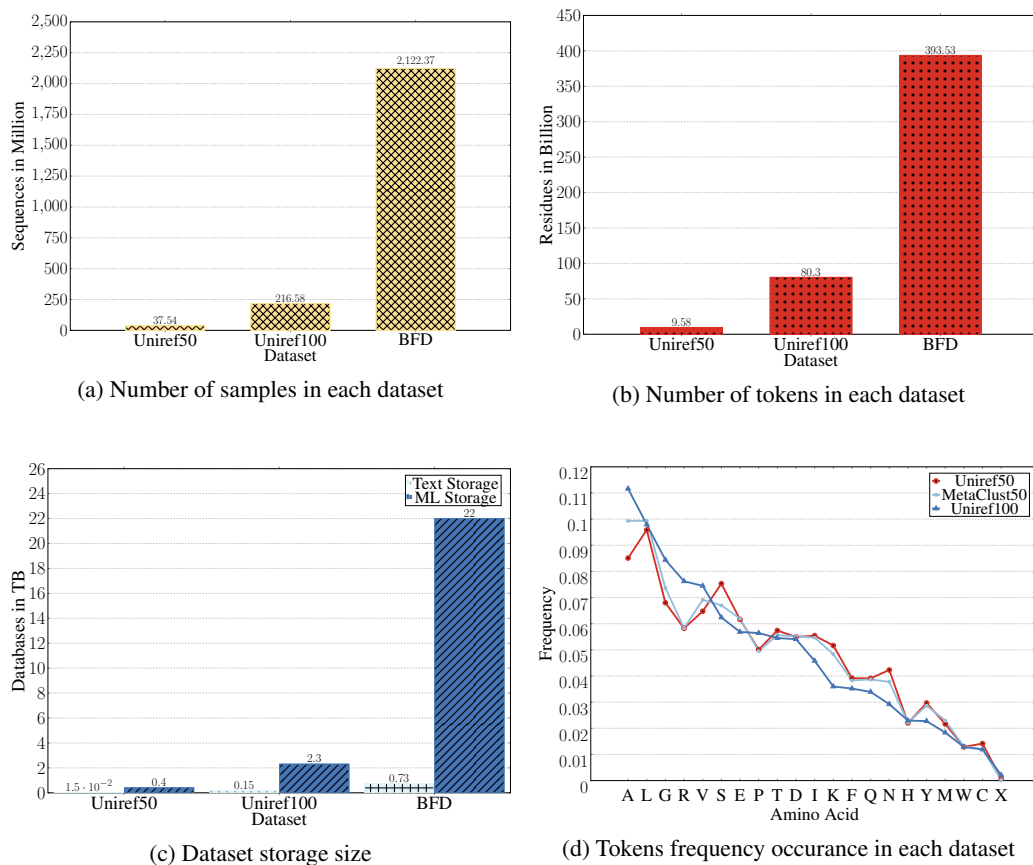 2,500
2,250
2,000
1,750
1,500
1,250
1,000
750
500
250
0
Sequences in Million
37.54
216.58
2,122.37
Uniref50 Uniref100 BFD
Dataset
(a) Number of samples in each dataset
450
400
350
300
250
200
150
100
50
0
Residues in Billion
9.58
80.3
393.53
Uniref50 Uniref100 BFD
Dataset
(b) Number of tokens in each dataset
26
24
22
20
18
16
14
12
10
8
6
4
2
0
Databases in TB
Text Storage
ML Storage
1.5 · 10⁻²
0.4
0.15
2.3
0.73
22
Uniref50 Uniref100 BFD
Dataset
(c) Dataset storage size
0.12
0.11
0.1
0.09
0.08
0.07
0.06
0.05
0.04
0.03
0.02
0.01
0
Frequency
Uniref50
MetaClust50
Uniref100
A L G R V S E P T D I K F Q N H Y M W C X
Amino Acid
(d) Tokens frequency occurance in each dataset